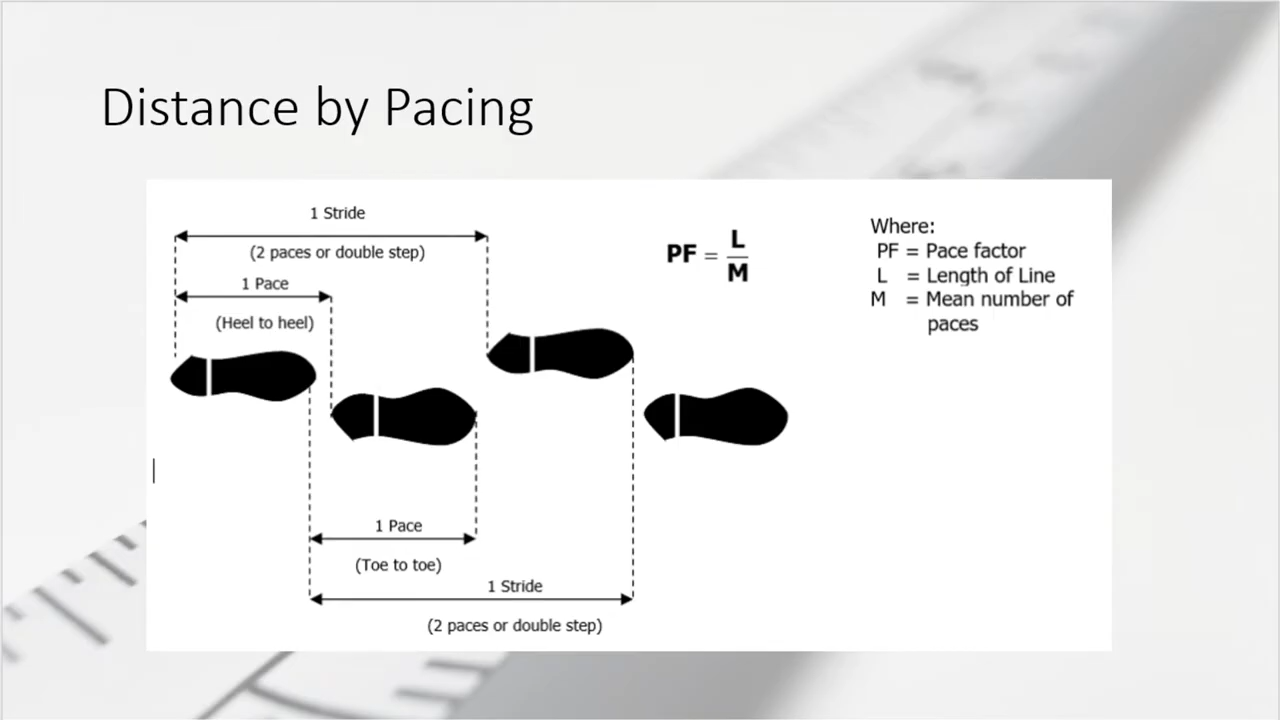 Distance by Pacing
1 Stride
(2 paces or double step)
1 Pace
(Heel to heel)
PF = L
M
Where:
PF = Pace factor
L = Length of Line
M = Mean number of
paces
1 Pace
(Toe to toe)
1 Stride
(2 paces or double step)